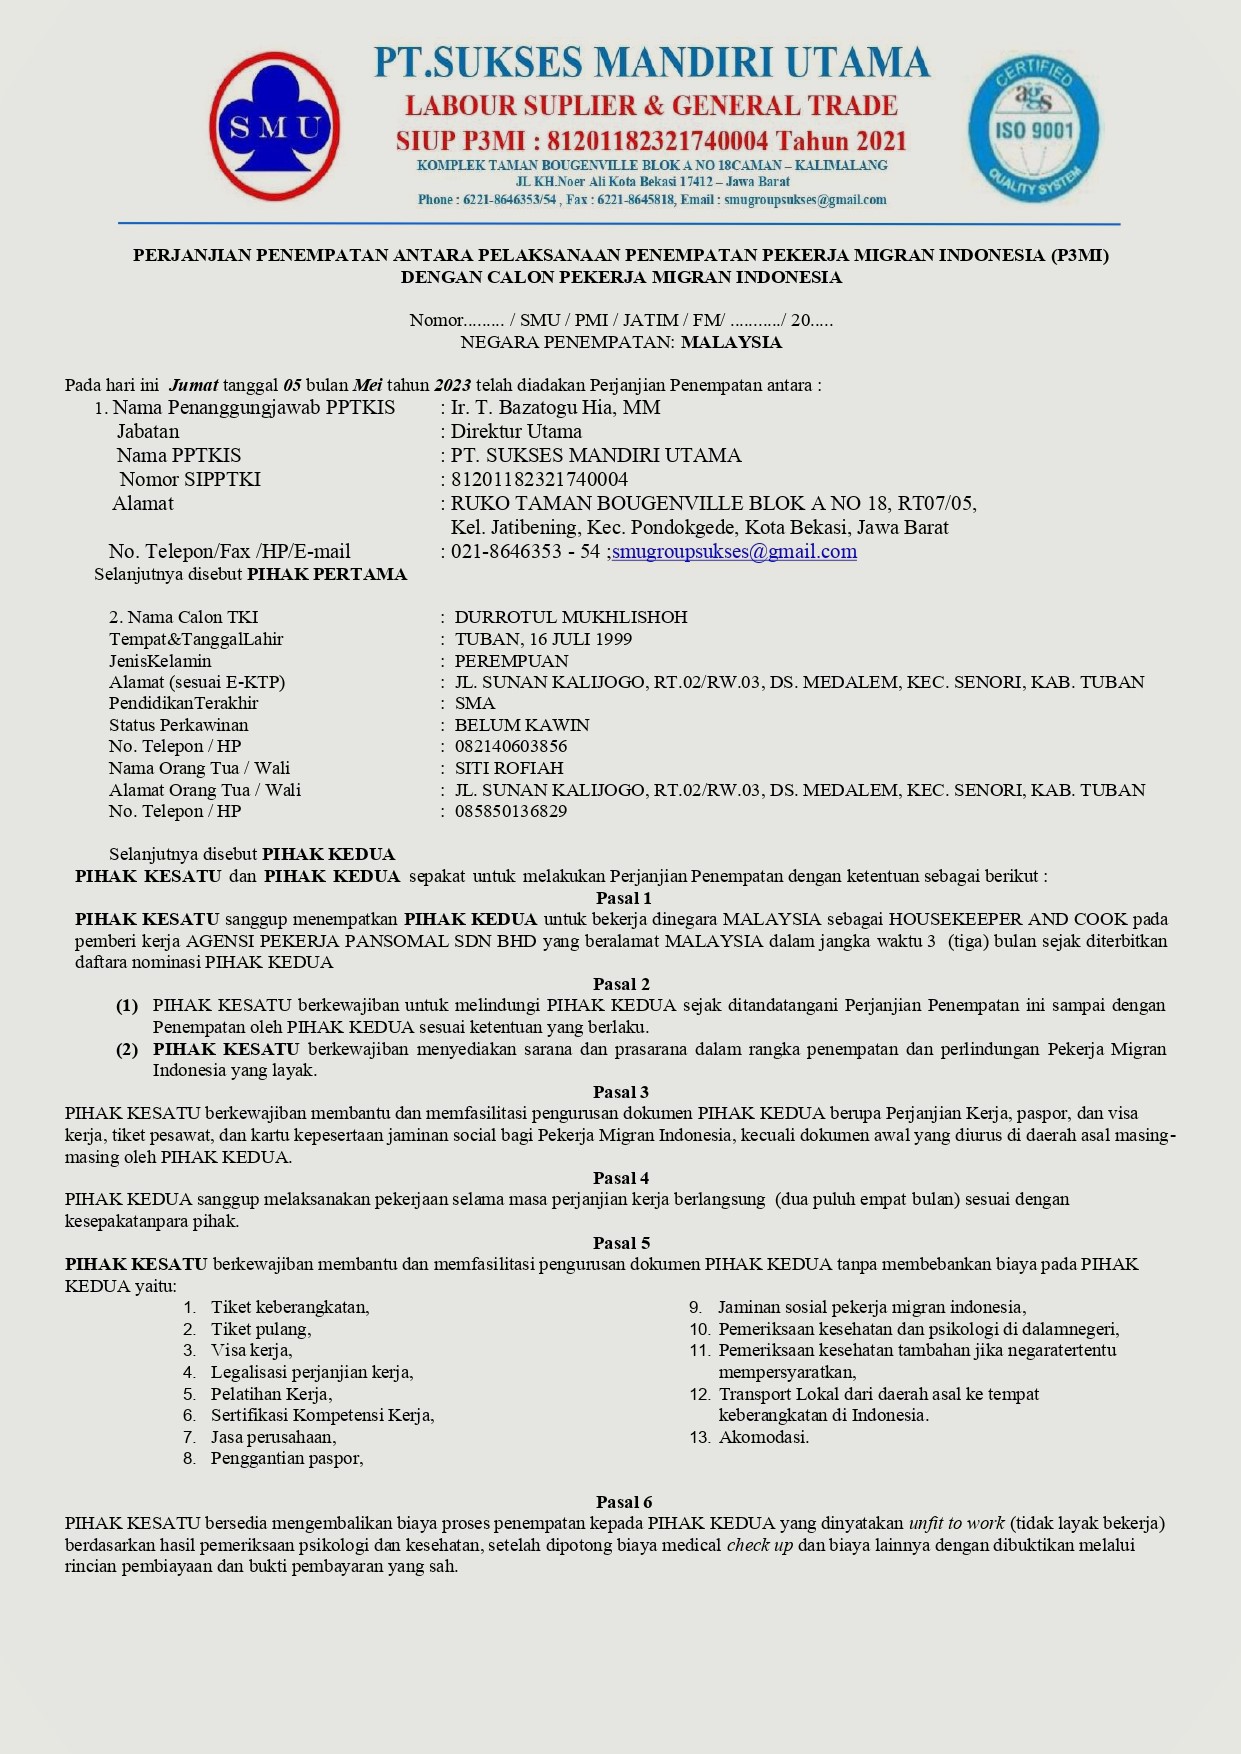 PT.SUKSES MANDIRI UTAMA
LABOUR SUPLIER & GENERAL TRADE
SIUP P3MI : 81201182321740004 Tahun 2021
KOMPLEK TAMAN BOUGENVILLE BLOK A NO 18CAMAN – KALIMALANG
JL KH.Noer Ali Kota Bekasi 17412 – Jawa Barat
Phone : 6221-8646353/54 , Fax : 6221-8645818, Email : smugroupsukses@gmail.com
S M U
CERTIFIED
ags
ISO 9001
QUALITY SYSTEM
PERJANJIAN PENEMPATAN ANTARA PELAKSANAAN PENEMPATAN PEKERJA MIGRAN INDONESIA (P3MI)
DENGAN CALON PEKERJA MIGRAN INDONESIA
Nomor......... / SMU / PMI / JATIM / FM/ .........../ 20.....
NEGARA PENEMPATAN: MALAYSIA
Pada hari ini Jumat tanggal 05 bulan Mei tahun 2023 telah diadakan Perjanjian Penempatan antara :
1. Nama Penanggungjawab PPTKIS : Ir. T. Bazatogu Hia, MM
Jabatan : Direktur Utama
Nama PPTKIS : PT. SUKSES MANDIRI UTAMA
Nomor SIPPTKI : 81201182321740004
Alamat : RUKO TAMAN BOUGENVILLE BLOK A NO 18, RT07/05,
Kel. Jatibening, Kec. Pondokgede, Kota Bekasi, Jawa Barat
No. Telepon/Fax /HP/E-mail : 021-8646353 - 54 ;smugroupsukses@gmail.com
Selanjutnya disebut PIHAK PERTAMA
2. Nama Calon TKI : DURROTUL MUKHLISHOH
Tempat&TanggalLahir : TUBAN, 16 JULI 1999
JenisKelamin : PEREMPUAN
Alamat (sesuai E-KTP) : JL. SUNAN KALIJOGO, RT.02/RW.03, DS. MEDALEM, KEC. SENORI, KAB. TUBAN
PendidikanTerakhir : SMA
Status Perkawinan : BELUM KAWIN
No. Telepon / HP : 082140603856
Nama Orang Tua / Wali : SITI ROFIAH
Alamat Orang Tua / Wali : JL. SUNAN KALIJOGO, RT.02/RW.03, DS. MEDALEM, KEC. SENORI, KAB. TUBAN
No. Telepon / HP : 085850136829
Selanjutnya disebut PIHAK KEDUA
PIHAK KESATU dan PIHAK KEDUA sepakat untuk melakukan Perjanjian Penempatan dengan ketentuan sebagai berikut :
Pasal 1
PIHAK KESATU sanggup menempatkan PIHAK KEDUA untuk bekerja dinegara MALAYSIA sebagai HOUSEKEEPER AND COOK pada
pemberi kerja AGENSI PEKERJA PANSOMAL SDN BHD yang beralamat MALAYSIA dalam jangka waktu 3 (tiga) bulan sejak diterbitkan
daftara nominasi PIHAK KEDUA
Pasal 2
(1) PIHAK KESATU berkewajiban untuk melindungi PIHAK KEDUA sejak ditandatangani Perjanjian Penempatan ini sampai dengan
Penempatan oleh PIHAK KEDUA sesuai ketentuan yang berlaku.
(2) PIHAK KESATU berkewajiban menyediakan sarana dan prasarana dalam rangka penempatan dan perlindungan Pekerja Migran
Indonesia yang layak.
Pasal 3
PIHAK KESATU berkewajiban membantu dan memfasilitasi pengurusan dokumen PIHAK KEDUA berupa Perjanjian Kerja, paspor, dan visa
kerja, tiket pesawat, dan kartu kepesertaan jaminan social bagi Pekerja Migran Indonesia, kecuali dokumen awal yang diurus di daerah asal masing-
masing oleh PIHAK KEDUA.
Pasal 4
PIHAK KEDUA sanggup melaksanakan pekerjaan selama masa perjanjian kerja berlangsung (dua puluh empat bulan) sesuai dengan
kesepakatanpara pihak.
Pasal 5
PIHAK KESATU berkewajiban membantu dan memfasilitasi pengurusan dokumen PIHAK KEDUA tanpa membebankan biaya pada PIHAK
KEDUA yaitu:
1. Tiket keberangkatan,
2. Tiket pulang,
3. Visa kerja,
4. Legalisasi perjanjian kerja,
5. Pelatihan Kerja,
6. Sertifikasi Kompetensi Kerja,
7. Jasa perusahaan,
8. Penggantian paspor,
9. Jaminan sosial pekerja migran indonesia,
10. Pemeriksaan kesehatan dan psikologi di dalamnegeri,
11. Pemeriksaan kesehatan tambahan jika negaratertentu
mempersyaratkan,
12. Transport Lokal dari daerah asal ke tempat
keberangkatan di Indonesia.
13. Akomodasi.
Pasal 6
PIHAK KESATU bersedia mengembalikan biaya proses penempatan kepada PIHAK KEDUA yang dinyatakan unfit to work (tidak layak bekerja)
berdasarkan hasil pemeriksaan psikologi dan kesehatan, setelah dipotong biaya medical check up dan biaya lainnya dengan dibuktikan melalui
rincian pembiayaan dan bukti pembayaran yang sah.